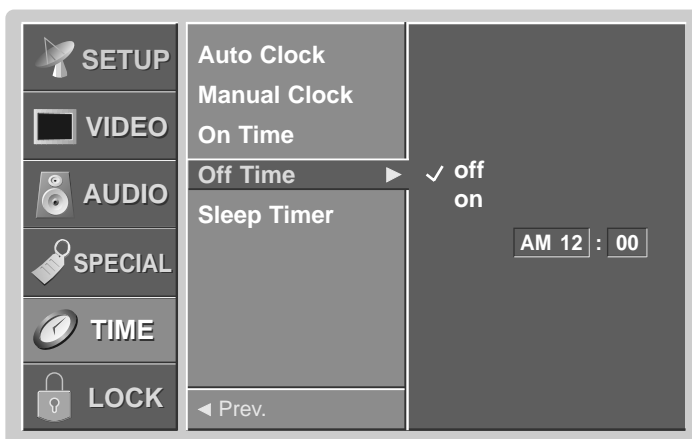 SETUP
VIDEO
AUDIO
SPECIAL
TIME
LOCK
Auto Clock
Manual Clock
On Time
Off Time ▶
Sleep Timer
◀ Prev.
✓ off
on
AM 12 : 00